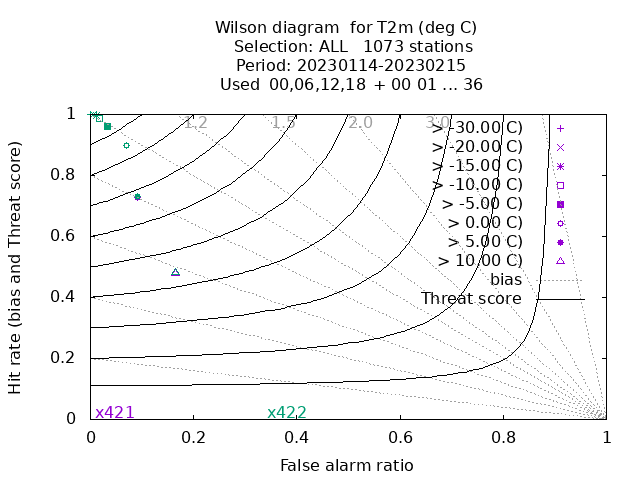 Wilson diagram for T2m (deg C)
Selection: ALL 1073 stations
Period: 20230114-20230215
Used 00,06,12,18 + 00 01 ... 36
1
0.8
0.6
0.4
0.2
0
Hit rate (bias and Threat score)
1.2 1.5 2.0 3.0
> -30.00 C)
> -20.00 C)
> -15.00 C)
> -10.00 C)
> -5.00 C)
> 0.00 C)
> 5.00 C)
> 10.00 C)
bias
Threat score
x421 x422
0 0.2 0.4 0.6 0.8 1
False alarm ratio